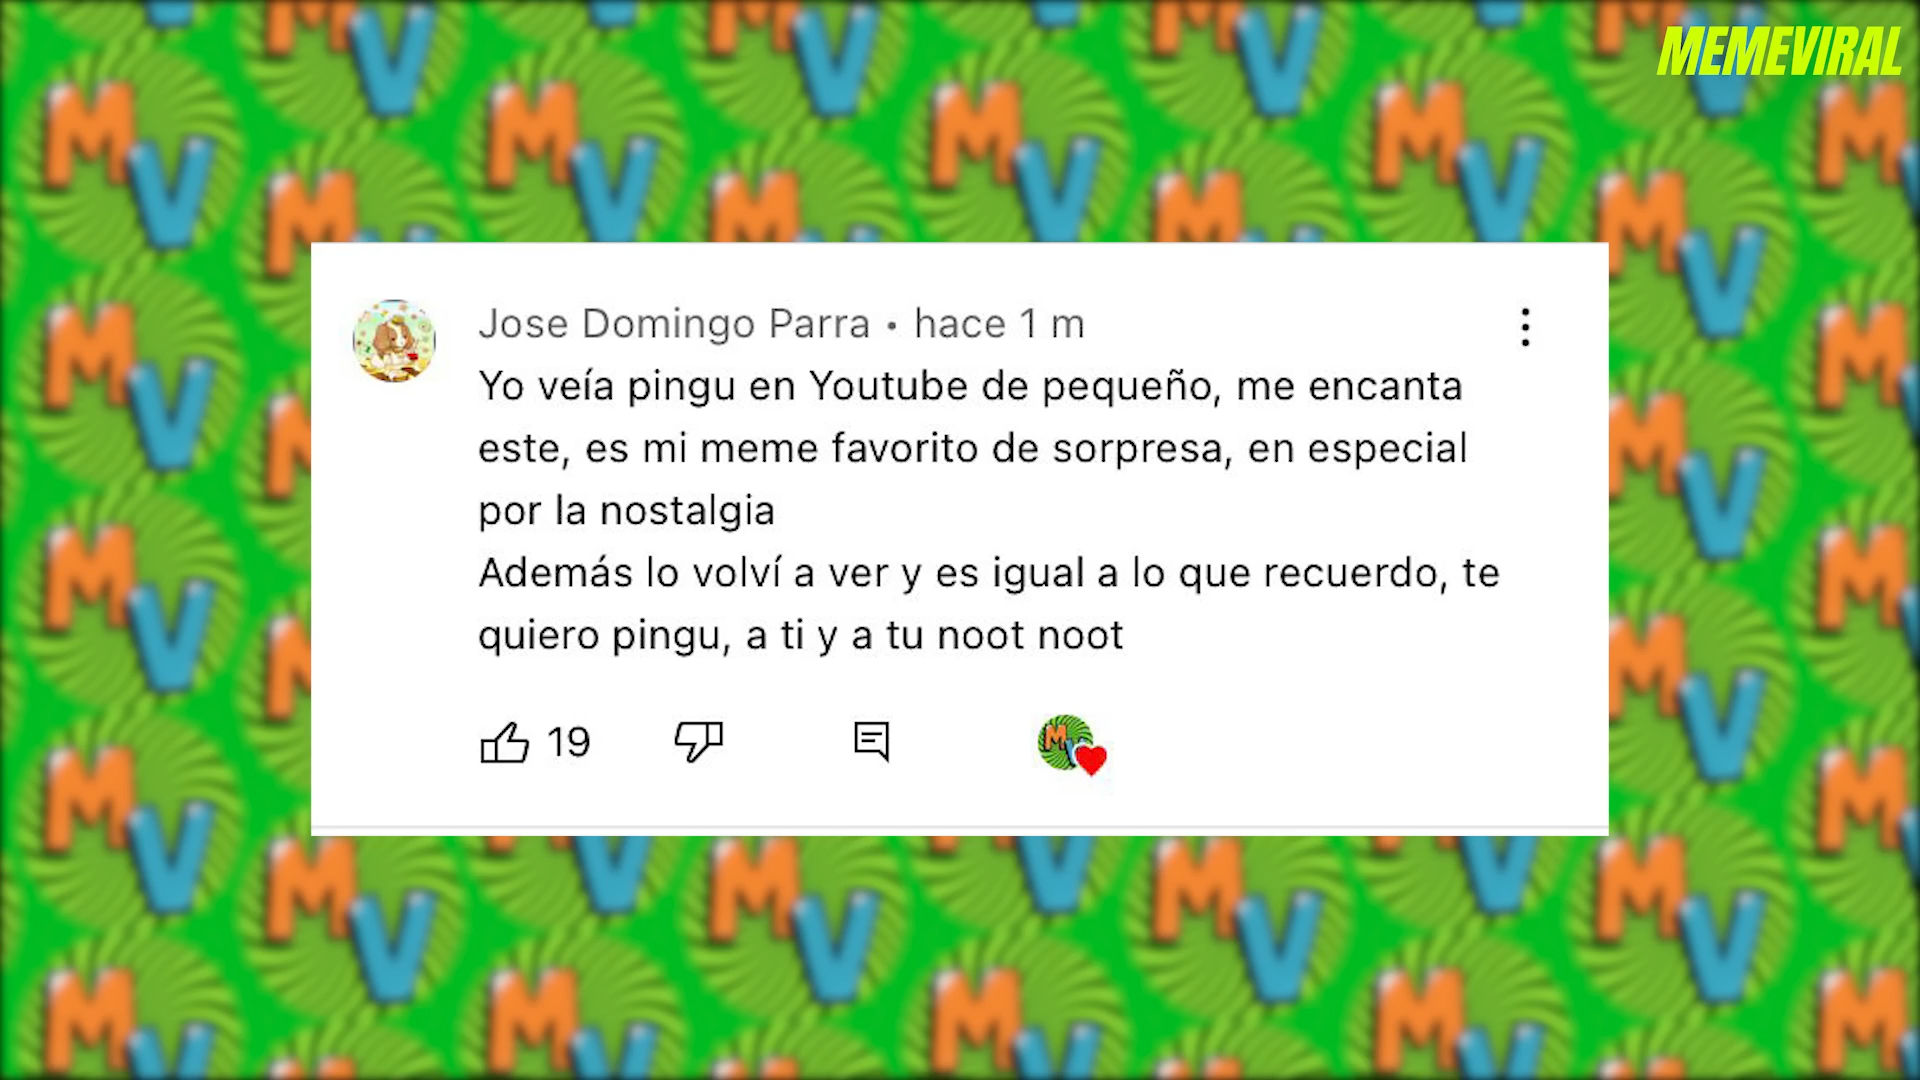 MEMEVIRAL
Jose Domingo Parra • hace 1 m
Yo veía pingu en Youtube de pequeño, me encanta
este, es mi meme favorito de sorpresa, en especial
por la nostalgia
Además lo volví a ver y es igual a lo que recuerdo, te
quiero pingu, a ti y a tu noot noot
19